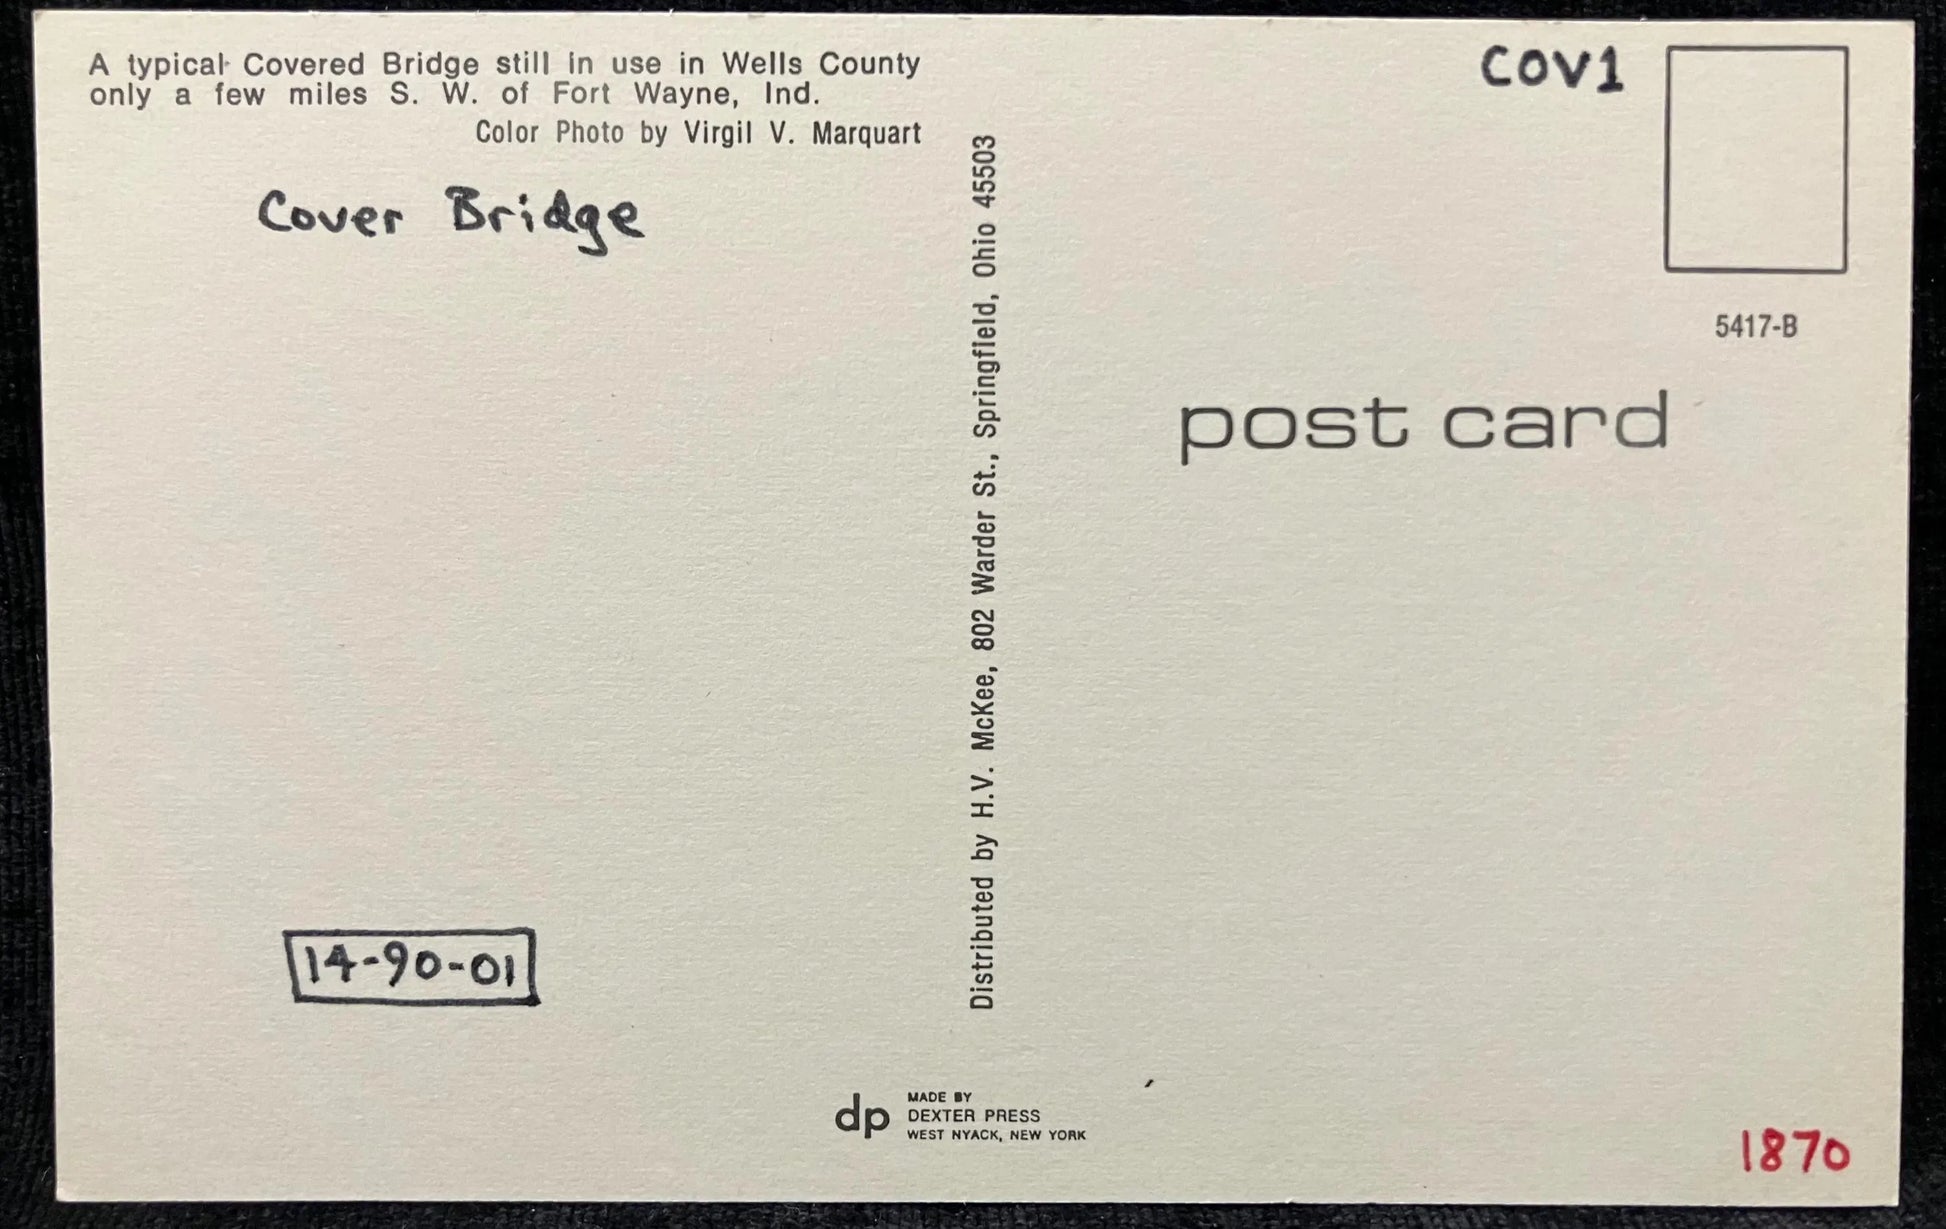 A typical Covered Bridge still in use in Wells County
only a few miles S. W. of Fort Wayne, Ind.
Color Photo by Virgil V. Marquart
Cover Bridge
14-90-01
Distributed by H.V. McKee, 802 Warder St., Springfield, Ohio 45503
dp
MADE BY
DEXTER PRESS
WEST NYACK, NEW YORK
COV1
5417-B
post card
1870